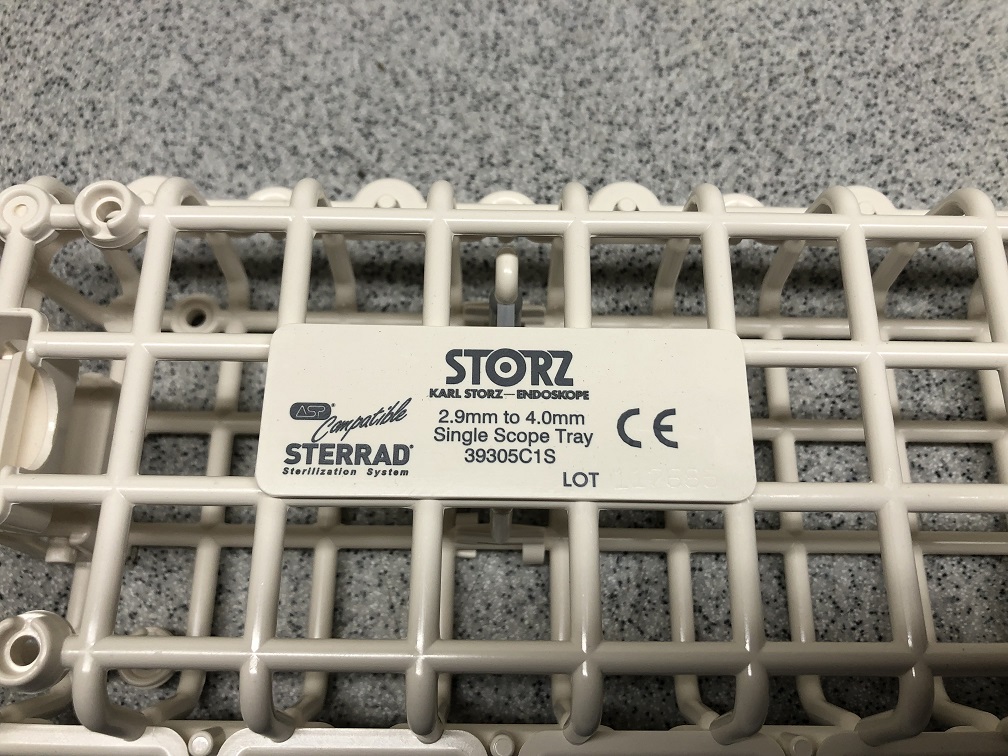 STORZ
KARL STORZ—ENDOSKOPE
ASP®
Compatible
STERRAD®
Sterilization System
2.9mm to 4.0mm
Single Scope Tray
39305C1S
CE
LOT